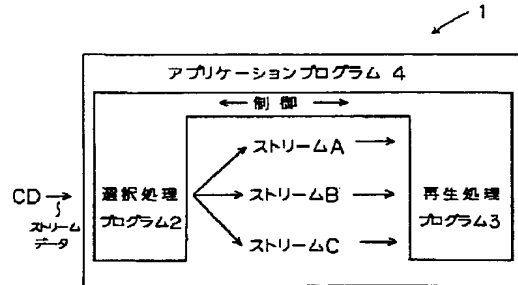 1
アプリケーションプログラム 4
← 制御 →
ストリームA
CD → 選択処理 ストリームB 再生処理
ストリーム プログラム2 プログラム3
データ ストリームC